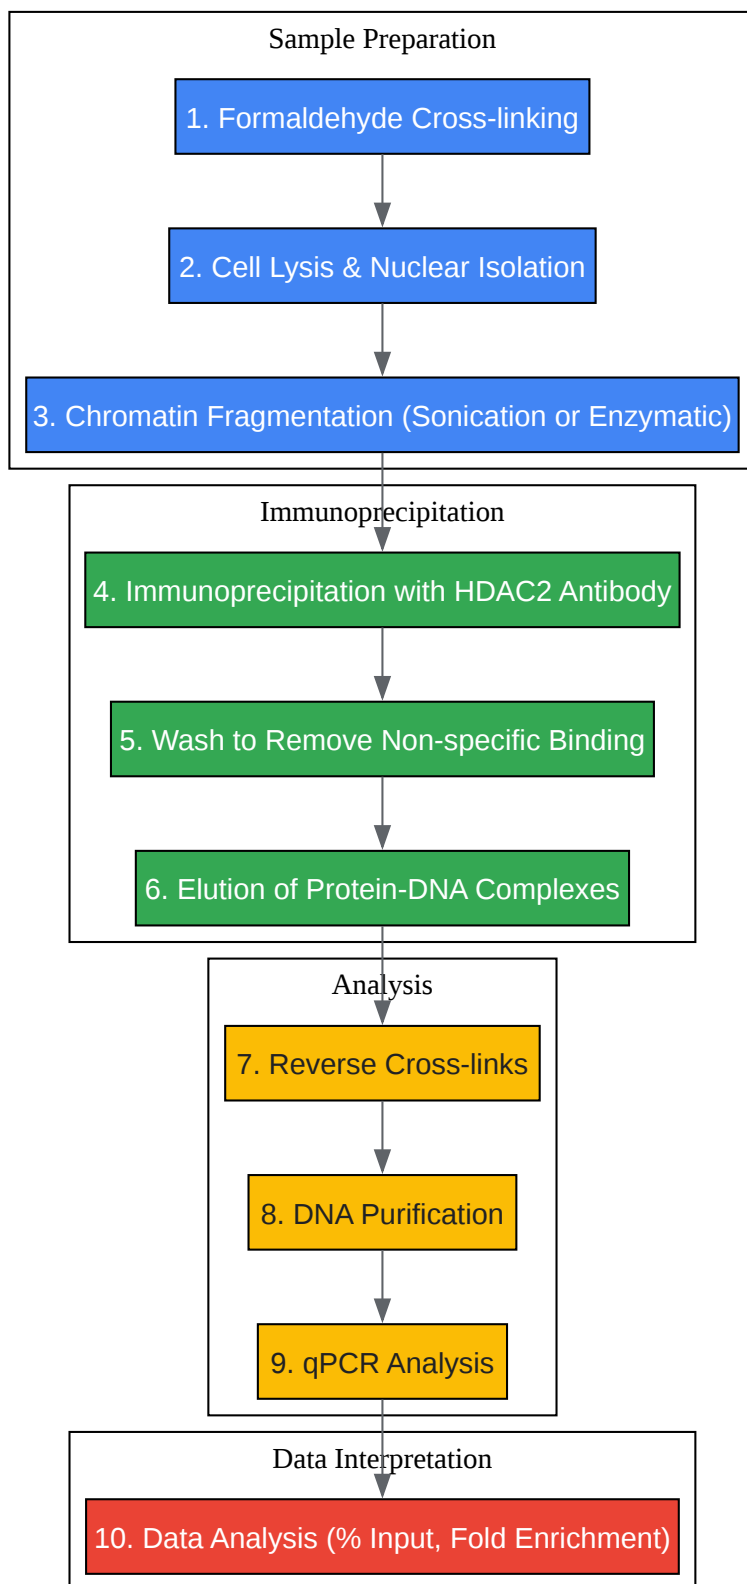 Sample Preparation
1. Formaldehyde Cross-linking
2. Cell Lysis & Nuclear Isolation
3. Chromatin Fragmentation (Sonication or Enzymatic)
Immunoprecipitation
4. Immunoprecipitation with HDAC2 Antibody
5. Wash to Remove Non-specific Binding
6. Elution of Protein-DNA Complexes
Analysis
7. Reverse Cross-links
8. DNA Purification
9. qPCR Analysis
Data Interpretation
10. Data Analysis (% Input, Fold Enrichment)